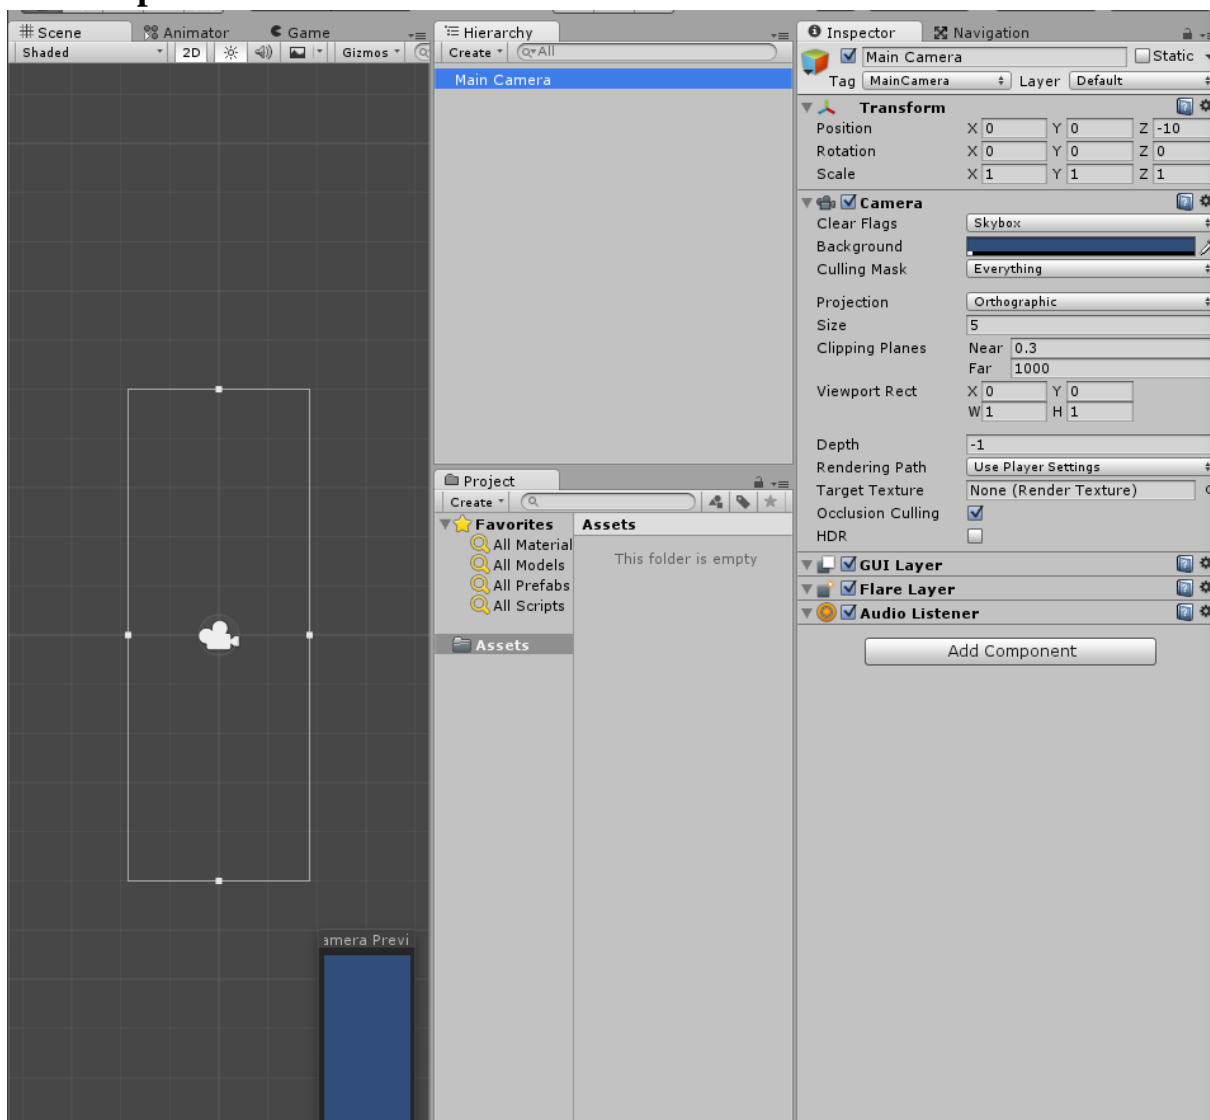 Scene Animator Game
Shaded 2D Gizmos
amera Previ
Hierarchy
Create All
Main Camera
Project
Create
Favorites
All Material
All Models
All Prefabs
All Scripts
Assets
Assets
This folder is empty
Inspector Navigation
Main Camera Static
Tag MainCamera Layer Default
Transform
Position X 0 Y 0 Z -10
Rotation X 0 Y 0 Z 0
Scale X 1 Y 1 Z 1
Camera
Clear Flags Skybox
Background
Culling Mask Everything
Projection Orthographic
Size 5
Clipping Planes Near 0.3
Far 1000
Viewport Rect X 0 Y 0
W 1 H 1
Depth -1
Rendering Path Use Player Settings
Target Texture None (Render Texture)
Occlusion Culling
HDR
GUI Layer
Flare Layer
Audio Listener
Add Component